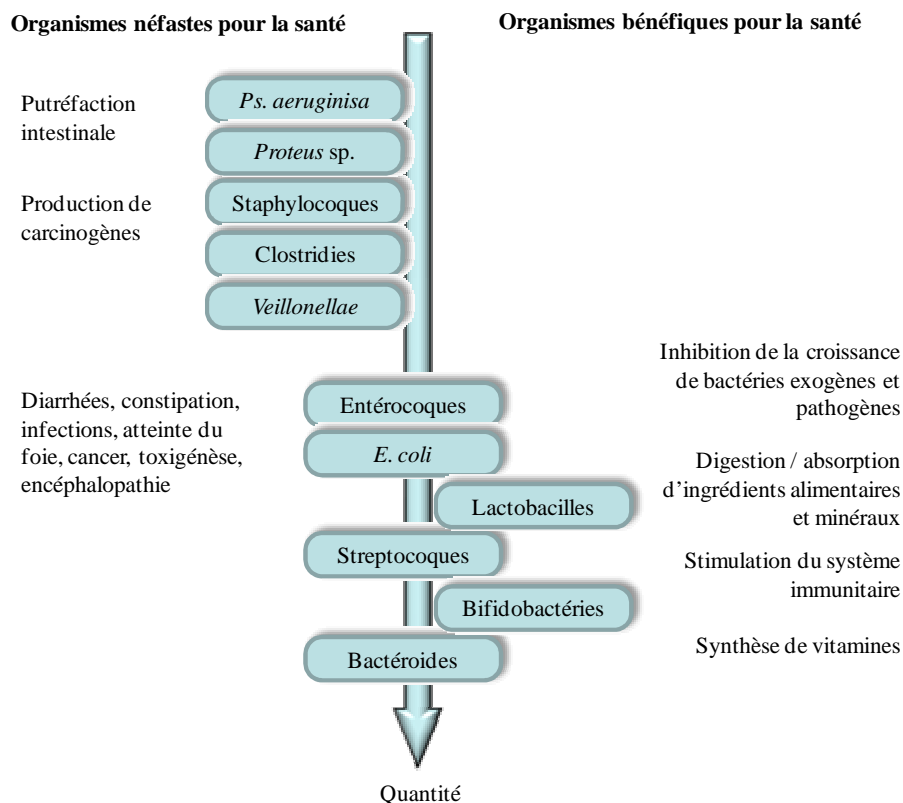 Organismes néfastes pour la santé
Organismes bénéfiques pour la santé
Putréfaction
intestinale
Production de
carcinogènes
Diarrhées, constipation,
infections, atteinte du
foie, cancer, toxigénèse,
encéphalopathie
Ps. aeruginisa
Proteus sp.
Staphylocoques
Clostridies
Veillonellae
Entérocoques
E. coli
Lactobacilles
Streptocoques
Bifidobactéries
Bactéroides
Inhibition de la croissance
de bactéries exogènes et
pathogènes
Digestion / absorption
d’ingrédients alimentaires
et minéraux
Stimulation du système
immunitaire
Synthèse de vitamines
Quantité